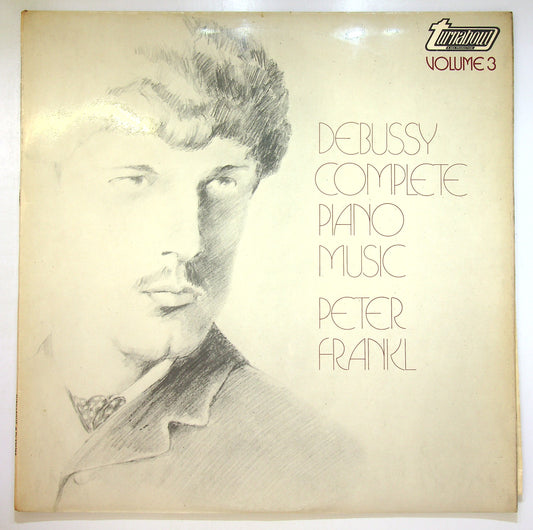 turnabout
VOLUME 3
DEBUSSY
COMPLETE
PIANO
MUSIC
PETER
FRANKL